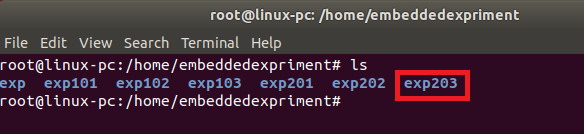 root@linux-pc: /home/embeddedexpriment
File Edit View Search Terminal Help
root@linux-pc:/home/embeddedexpriment# ls
exp exp101 exp102 exp103 exp201 exp202 exp203
root@linux-pc:/home/embeddedexpriment#